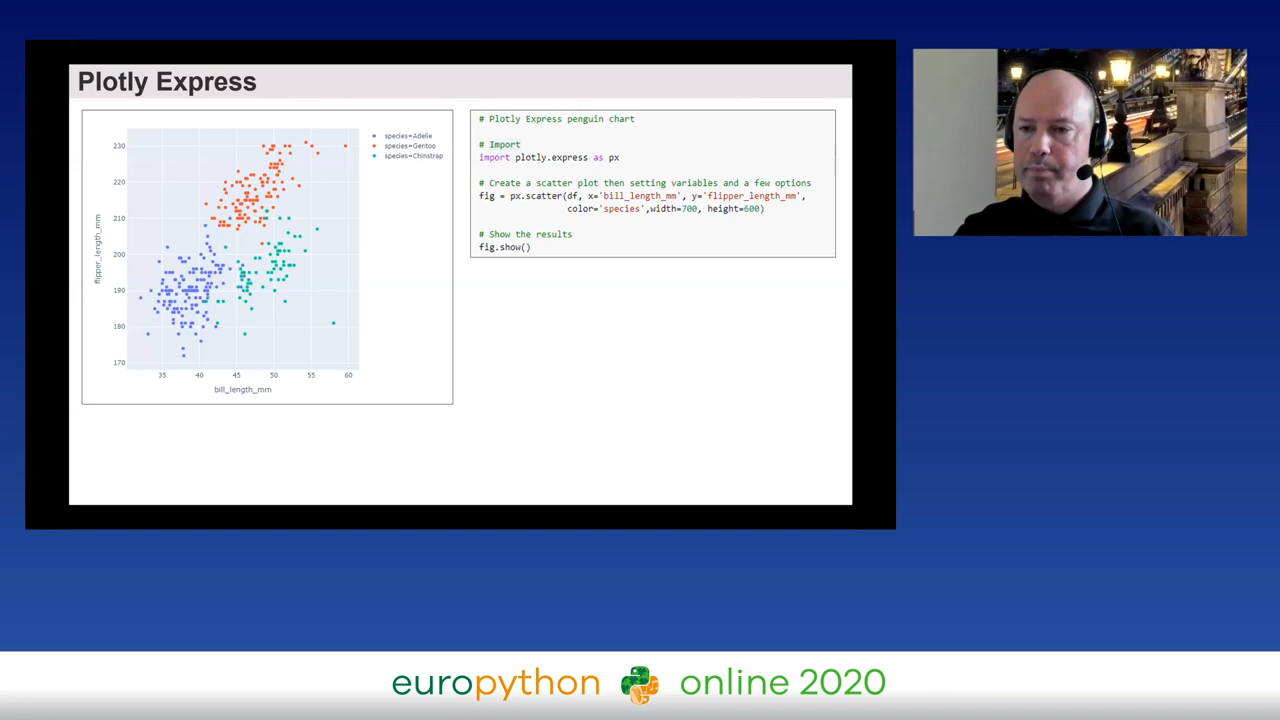 Plotly Express
230
220
210
200
190
180
170
flipper_length_mm
35 40 45 50 55 60
bill_length_mm
species=Adelie
species=Gentoo
species=Chinstrap
# Plotly Express penguin chart
# Import
import plotly.express as px
# Create a scatter plot then setting variables and a few options
fig = px.scatter(df, x='bill_length_mm', y='flipper_length_mm',
color='species',width=700, height=600)
# Show the results
fig.show()
europython online 2020